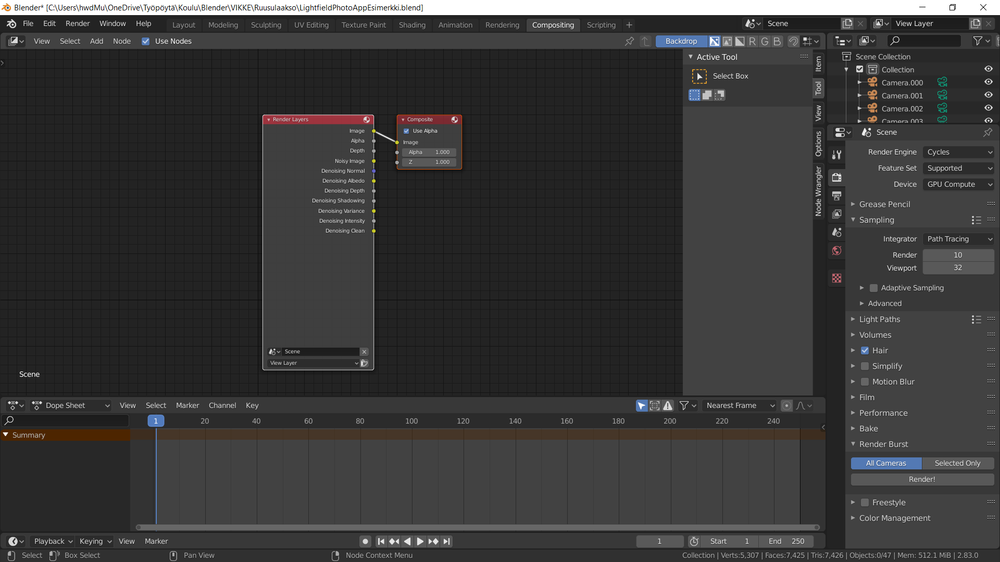 Blender* [C:\Users\hwdMu\OneDrive\Työpöytä\Koulu\Blender\VIKKE\Ruusulaakso\LightfieldPhotoAppEsimerkki.blend]
File Edit Render Window Help Layout Modeling Sculpting UV Editing Texture Paint Shading Animation Rendering Compositing Scripting + Scene View Layer
View Select Add Node Use Nodes Backdrop R G B
Active Tool
Select Box
Item
Tool
View
Options
Node Wrangler
Render Layers
Image
Alpha
Depth
Noisy Image
Denoising Normal
Denoising Albedo
Denoising Depth
Denoising Shadowing
Denoising Variance
Denoising Intensity
Denoising Clean
Scene
View Layer
Composite
Use Alpha
Image
Alpha 1.000
Z 1.000
Scene
Scene Collection
Collection
Camera.000
Camera.001
Camera.002
Camera.003
Scene
Render Engine Cycles
Feature Set Supported
Device GPU Compute
Grease Pencil
Sampling
Integrator Path Tracing
Render 10
Viewport 32
Adaptive Sampling
Advanced
Light Paths
Volumes
Hair
Simplify
Motion Blur
Film
Performance
Bake
Render Burst
All Cameras Selected Only
Render!
Freestyle
Color Management
Dope Sheet View Select Marker Channel Key Nearest Frame
1 20 40 60 80 100 120 140 160 180 200 220 240
Summary
Playback Keying View Marker 1 Start 1 End 250
Select Box Select Pan View Node Context Menu Collection | Verts:5,307 | Faces:7,425 | Tris:7,426 | Objects:0/47 | Mem: 512.1 MiB | 2.83.0